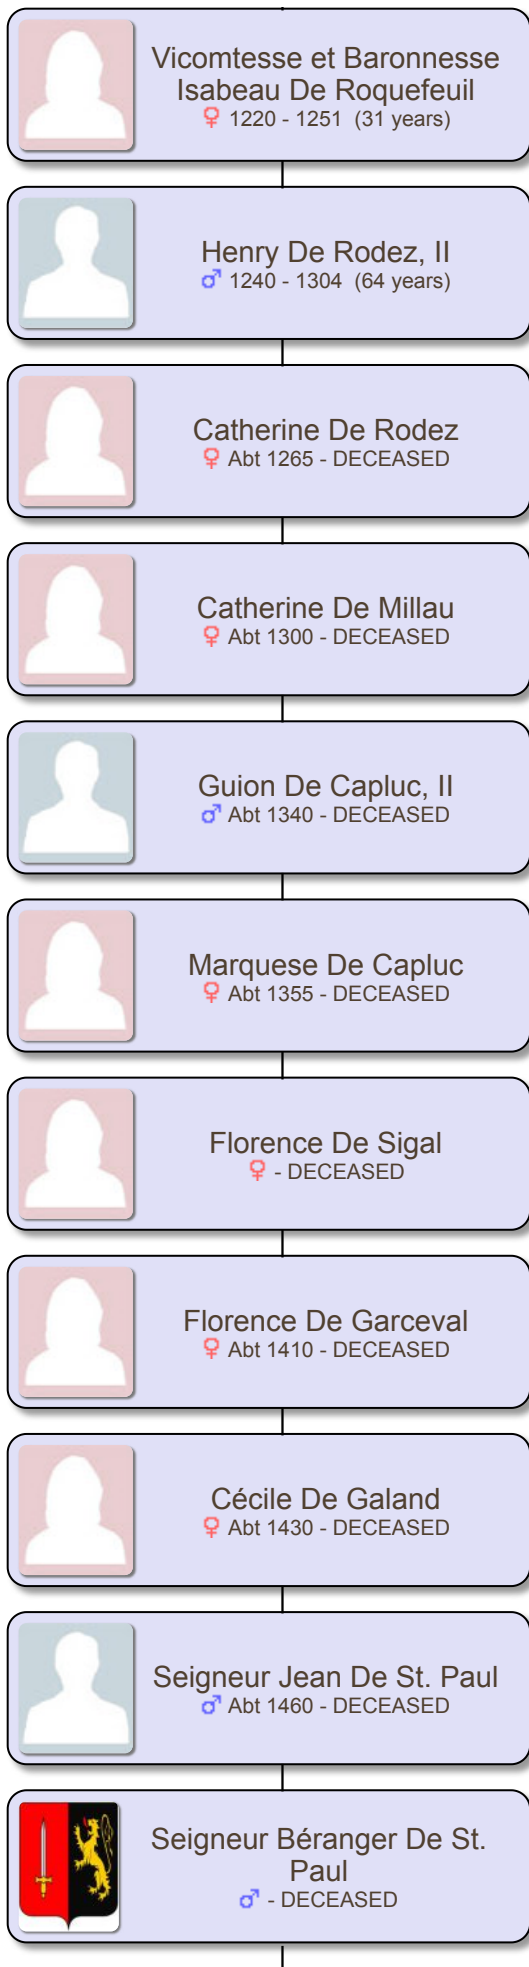 Vicomtesse et Baronnesse
Isabeau De Roquefeuil
♀ 1220 - 1251 (31 years)
Henry De Rodez, II
♂ 1240 - 1304 (64 years)
Catherine De Rodez
♀ Abt 1265 - DECEASED
Catherine De Millau
♀ Abt 1300 - DECEASED
Guion De Capluc, II
♂ Abt 1340 - DECEASED
Marquese De Capluc
♀ Abt 1355 - DECEASED
Florence De Sigal
♀ - DECEASED
Florence De Garceval
♀ Abt 1410 - DECEASED
Cécile De Galand
♀ Abt 1430 - DECEASED
Seigneur Jean De St. Paul
♂ Abt 1460 - DECEASED
Seigneur Béranger De St.
Paul
♂ - DECEASED